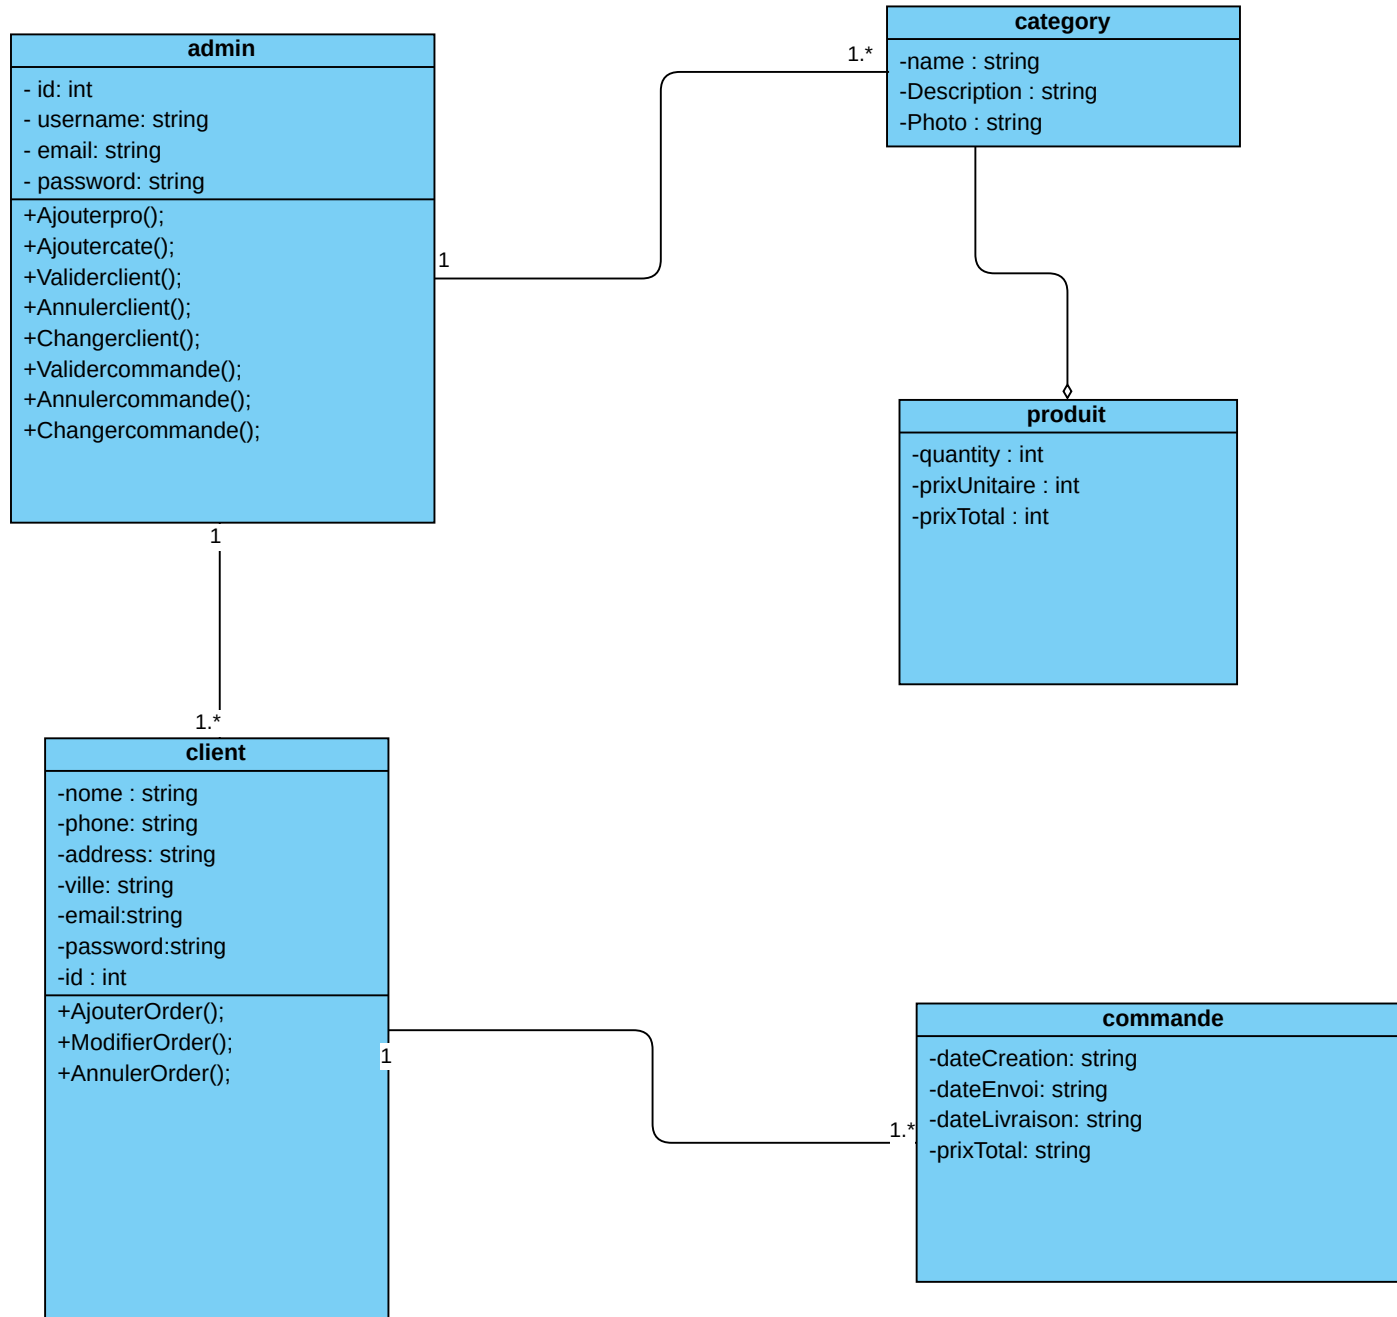 admin
- id: int
- username: string
- email: string
- password: string
+Ajouterpro();
+Ajoutercate();
+Validerclient();
+Annulerclient();
+Changerclient();
+Validercommande();
+Annulercommande();
+Changercommande();
1
1.*
category
-name : string
-Description : string
-Photo : string
produit
-quantity : int
-prixUnitaire : int
-prixTotal : int
1
1.*
client
-nome : string
-phone: string
-address: string
-ville: string
-email:string
-password:string
-id : int
+AjouterOrder();
+ModifierOrder();
+AnnulerOrder();
1
1.*
commande
-dateCreation: string
-dateEnvoi: string
-dateLivraison: string
-prixTotal: string